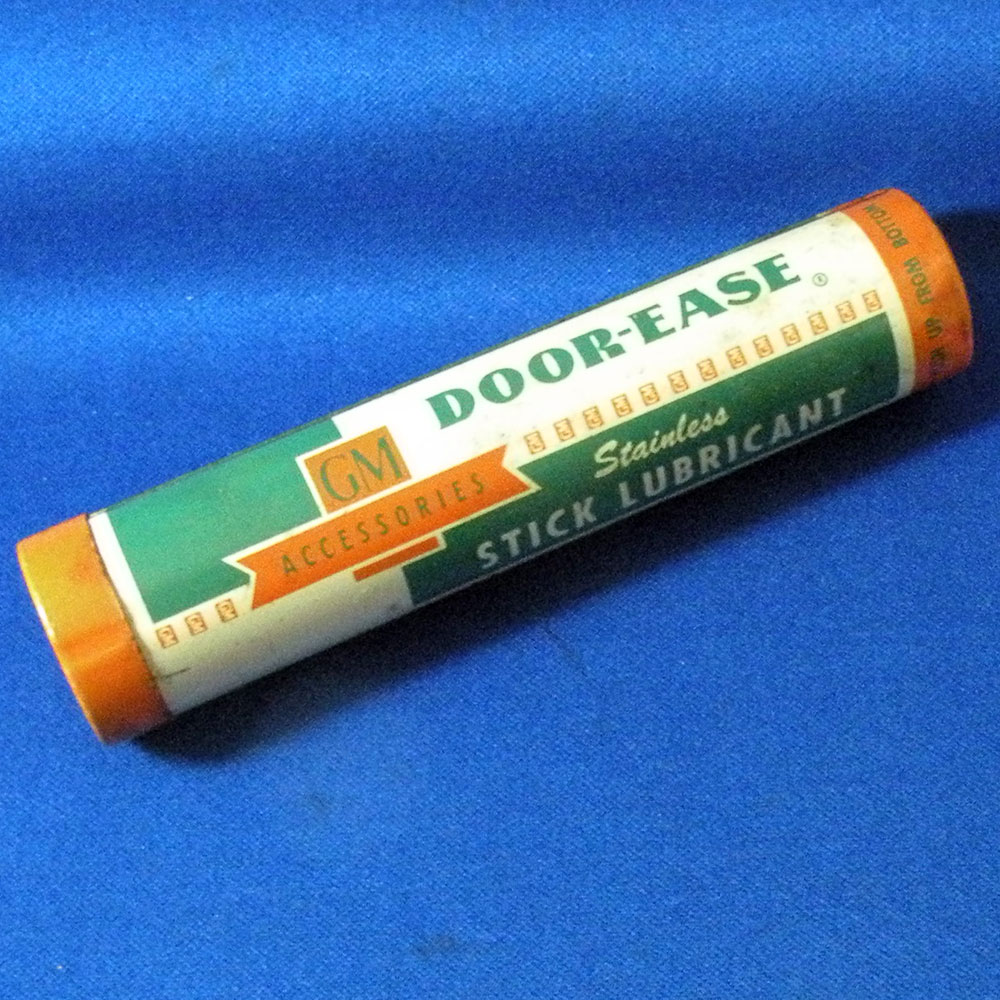 DOOR-EASE ®
GM
ACCESSORIES
Stainless
STICK LUBRICANT
UP FROM BOTTOM